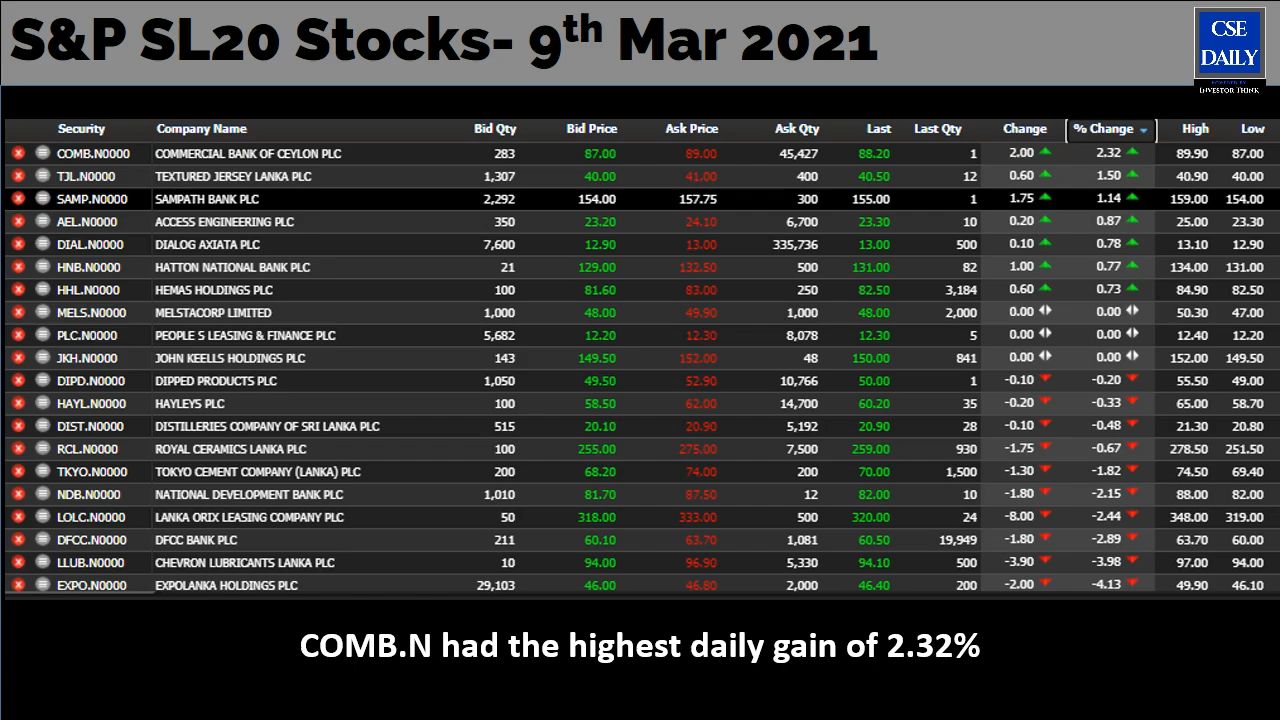 S&P SL20 Stocks- 9th Mar 2021
CSE
DAILY
POWERED BY
INVESTOR THINK
Security Company Name Bid Qty Bid Price Ask Price Ask Qty Last Last Qty Change % Change High Low
COMB.N0000 COMMERCIAL BANK OF CEYLON PLC 283 87.00 89.00 45,427 88.20 1 2.00 2.32 89.90 87.00
TJL.N0000 TEXTURED JERSEY LANKA PLC 1,307 40.00 41.00 400 40.50 12 0.60 1.50 40.90 40.00
SAMP.N0000 SAMPATH BANK PLC 2,292 154.00 157.75 300 155.00 1 1.75 1.14 159.00 154.00
AEL.N0000 ACCESS ENGINEERING PLC 350 23.20 24.10 6,700 23.30 10 0.20 0.87 25.00 23.30
DIAL.N0000 DIALOG AXIATA PLC 7,600 12.90 13.00 335,736 13.00 500 0.10 0.78 13.10 12.90
HNB.N0000 HATTON NATIONAL BANK PLC 21 129.00 132.50 500 131.00 82 1.00 0.77 134.00 131.00
HHL.N0000 HEMAS HOLDINGS PLC 100 81.60 83.00 250 82.50 3,184 0.60 0.73 84.90 82.50
MELS.N0000 MELSTACORP LIMITED 1,000 48.00 49.90 1,000 48.00 2,000 0.00 0.00 50.30 47.00
PLC.N0000 PEOPLE S LEASING & FINANCE PLC 5,682 12.20 12.30 8,078 12.30 5 0.00 0.00 12.40 12.20
JKH.N0000 JOHN KEELLS HOLDINGS PLC 143 149.50 152.00 48 150.00 841 0.00 0.00 152.00 149.50
DIPD.N0000 DIPPED PRODUCTS PLC 1,050 49.50 52.90 10,766 50.00 1 -0.10 -0.20 55.50 49.00
HAYL.N0000 HAYLEYS PLC 100 58.50 62.00 14,700 60.20 35 -0.20 -0.33 65.00 58.70
DIST.N0000 DISTILLERIES COMPANY OF SRI LANKA PLC 515 20.10 20.90 5,192 20.90 28 -0.10 -0.48 21.30 20.80
RCL.N0000 ROYAL CERAMICS LANKA PLC 100 255.00 275.00 7,500 259.00 930 -1.75 -0.67 278.50 251.50
TKYO.N0000 TOKYO CEMENT COMPANY (LANKA) PLC 200 68.20 74.00 200 70.00 1,500 -1.30 -1.82 74.50 69.40
NDB.N0000 NATIONAL DEVELOPMENT BANK PLC 1,010 81.70 87.50 12 82.00 10 -1.80 -2.15 88.00 82.00
LOLC.N0000 LANKA ORIX LEASING COMPANY PLC 50 318.00 333.00 500 320.00 24 -8.00 -2.44 348.00 319.00
DFCC.N0000 DFCC BANK PLC 211 60.10 63.70 1,081 60.50 19,949 -1.80 -2.89 63.70 60.00
LLUB.N0000 CHEVRON LUBRICANTS LANKA PLC 10 94.00 96.90 5,330 94.10 500 -3.90 -3.98 97.00 94.00
EXPO.N0000 EXPOLANKA HOLDINGS PLC 29,103 46.00 46.80 2,000 46.40 200 -2.00 -4.13 49.90 46.10
COMB.N had the highest daily gain of 2.32%